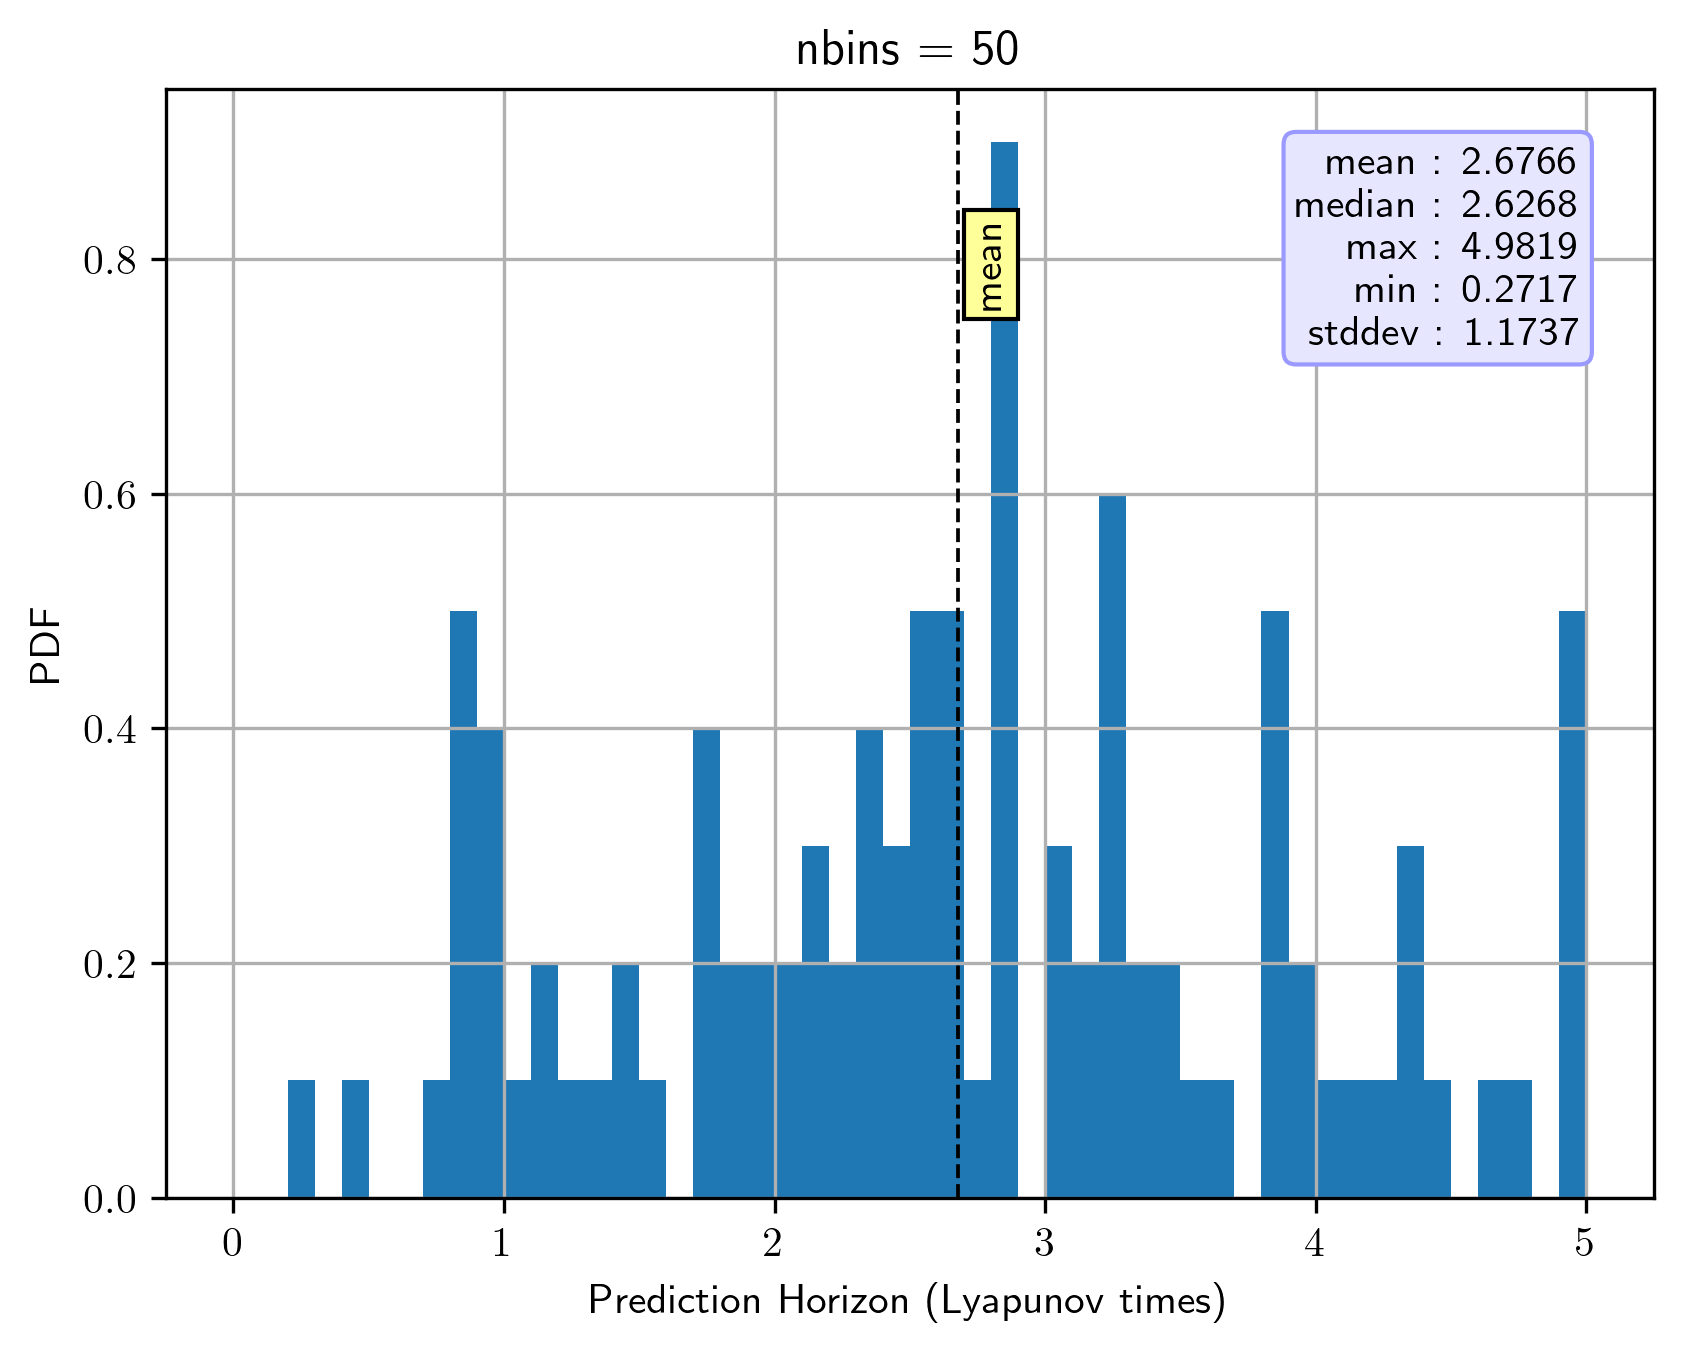 nbins = 50
mean : 2.6766
median : 2.6268
max : 4.9819
min : 0.2717
stddev : 1.1737
mean
PDF
0.8
0.6
0.4
0.2
0.0
0 1 2 3 4 5
Prediction Horizon (Lyapunov times)